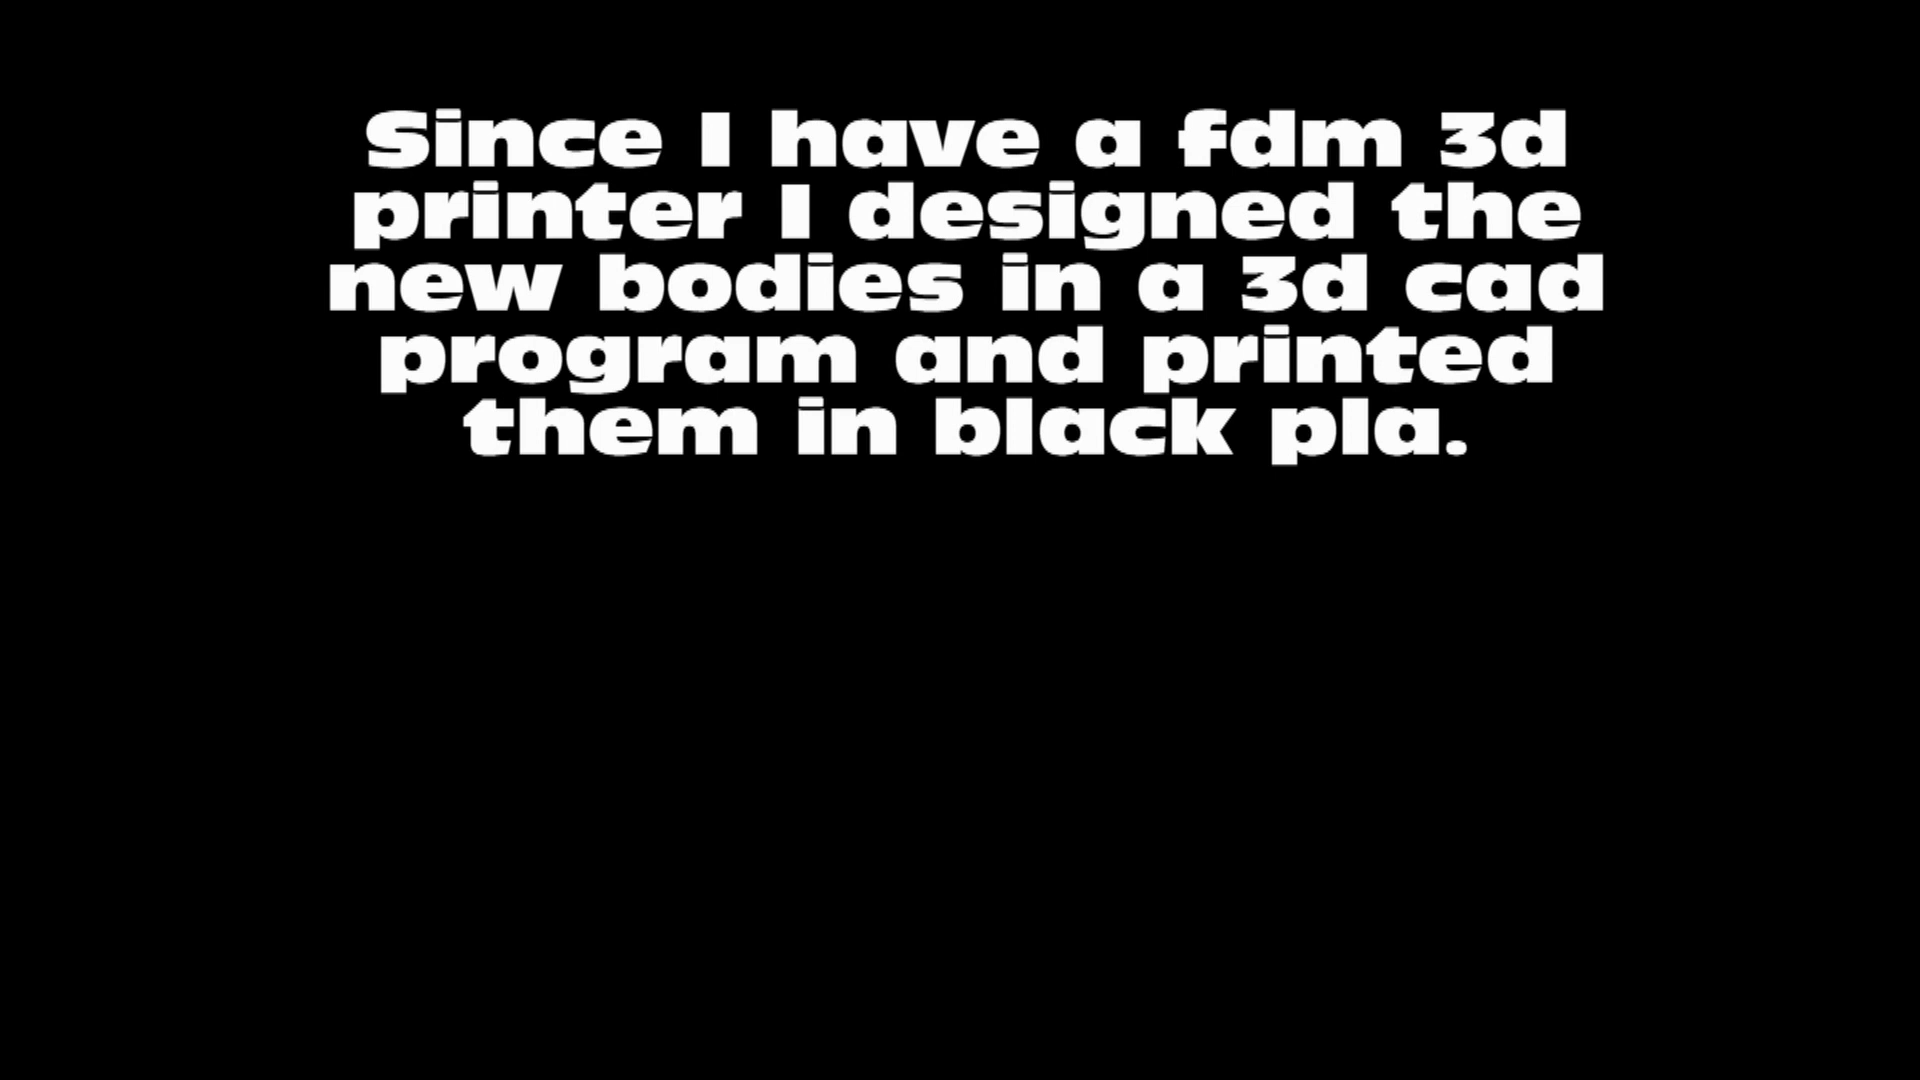 Since I have a fdm 3d
printer I designed the
new bodies in a 3d cad
program and printed
them in black pla.